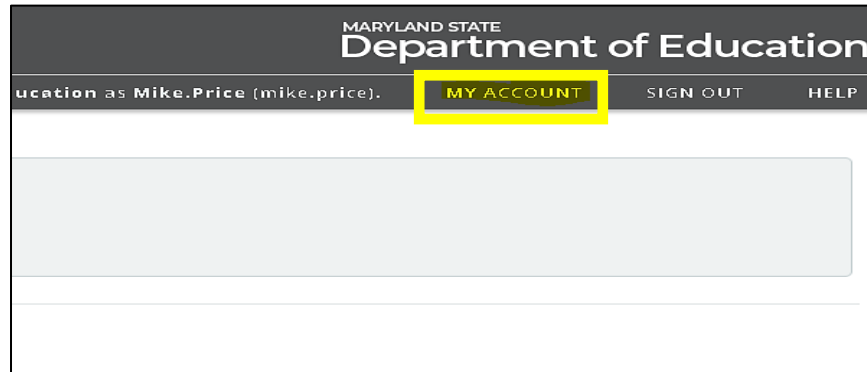 MARYLAND STATE
Department of Education
ucation as Mike.Price (mike.price). MY ACCOUNT SIGN OUT HELP